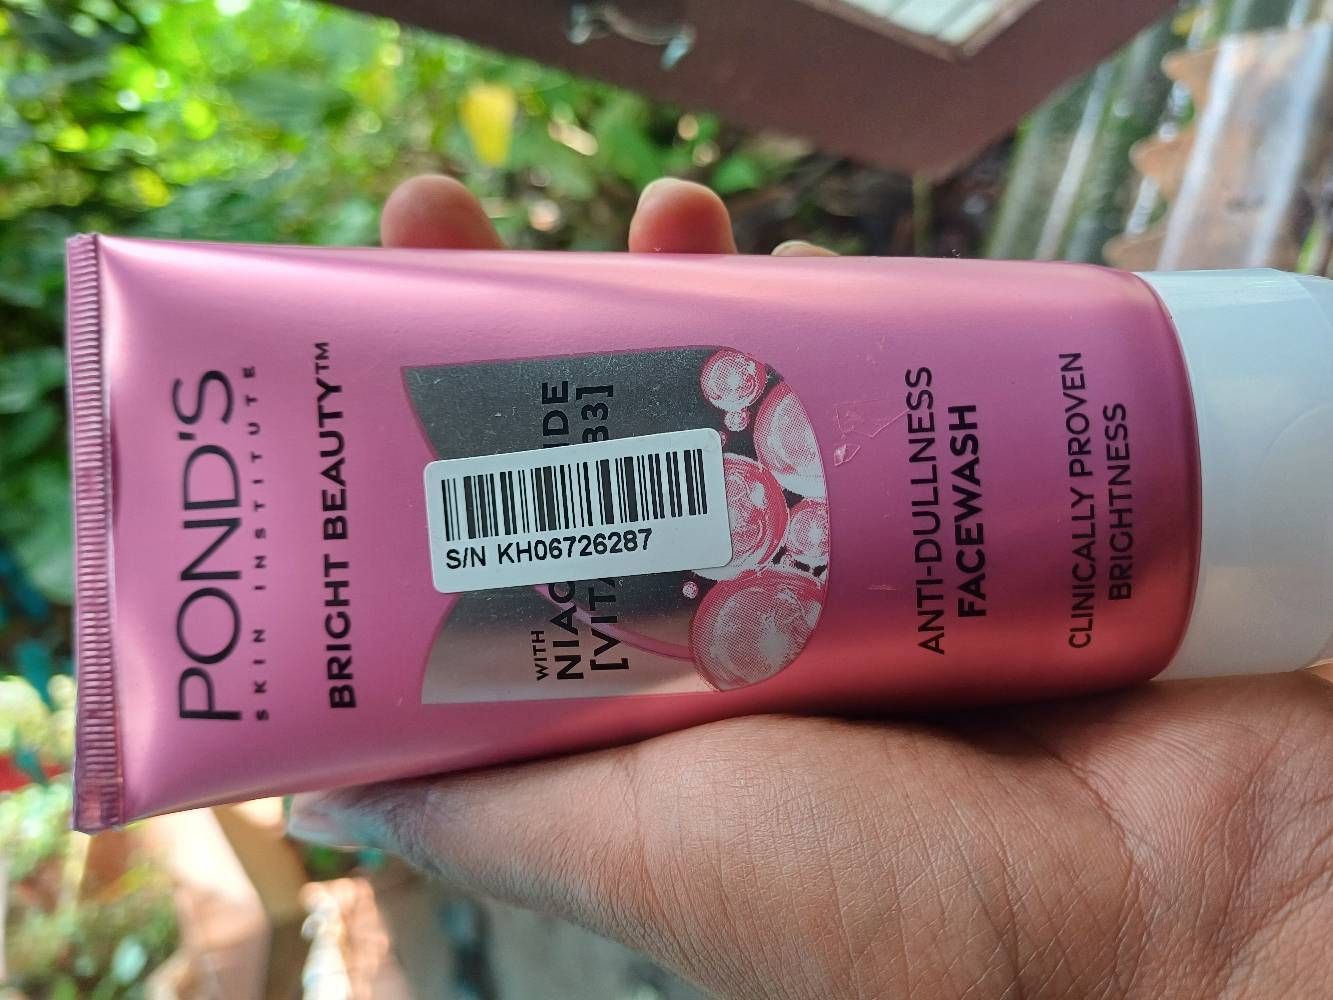 POND'S
SKIN INSTITUTE
BRIGHT BEAUTY™
WITH
S/N KH06726287
ANTI-DULLNESS
FACEWASH
CLINICALLY PROVEN
BRIGHTNESS